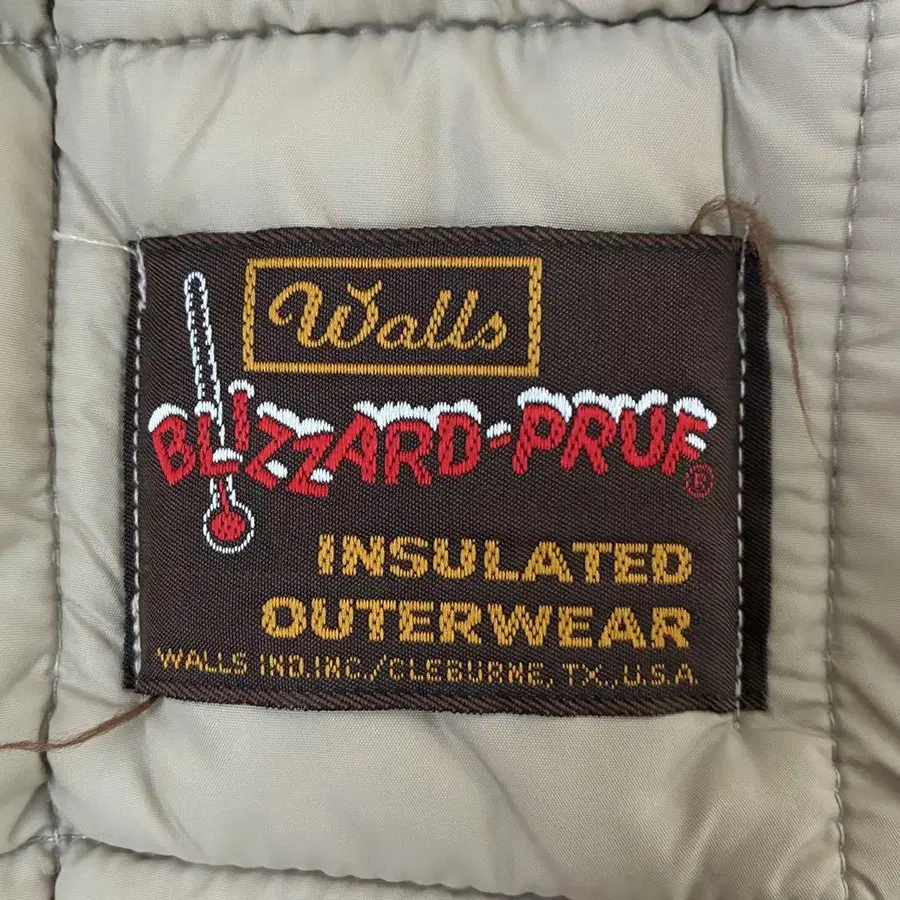 Walls
BLIZZARD-PRUF®
INSULATED
OUTERWEAR
WALLS IND.INC./CLEBURNE, TX., U.S.A